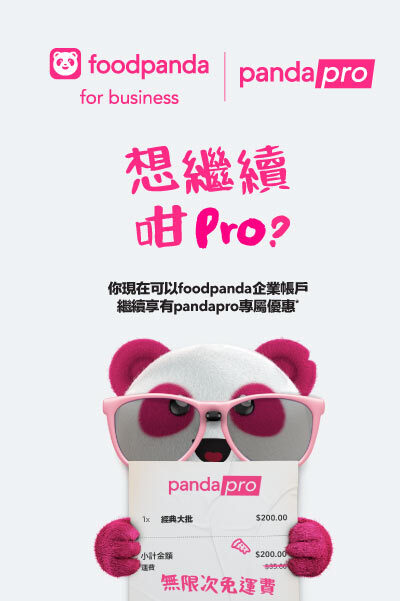 foodpanda
for business
pandapro
想繼續
咁Pro?
你現在可以foodpanda企業帳戶
繼續享有pandapro專屬優惠*
pandapro
1x 經典大批 $200.00
小計金額 $200.00
運費 $35.00
無限次免運費